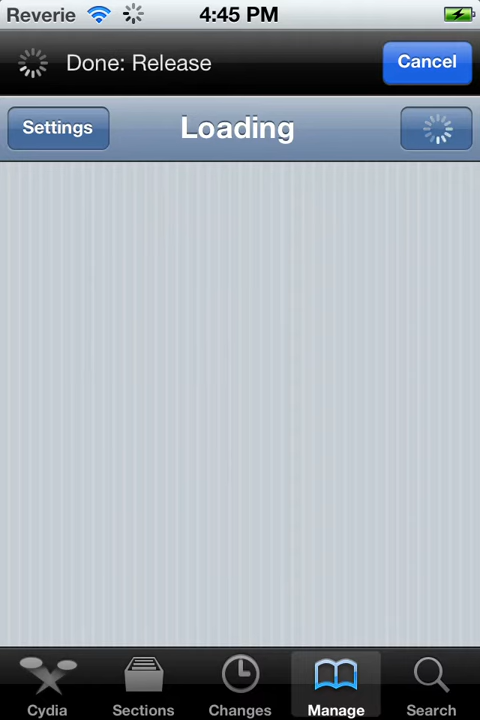 Reverie 4:45 PM
Done: Release Cancel
Settings Loading
Cydia Sections Changes Manage Search